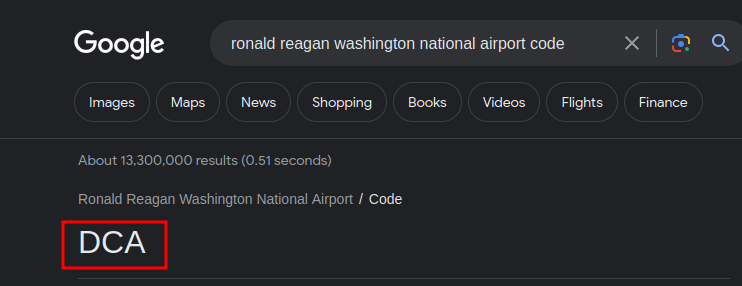 Google ronald reagan washington national airport code
Images Maps News Shopping Books Videos Flights Finance
About 13,300,000 results (0.51 seconds)
Ronald Reagan Washington National Airport / Code
DCA